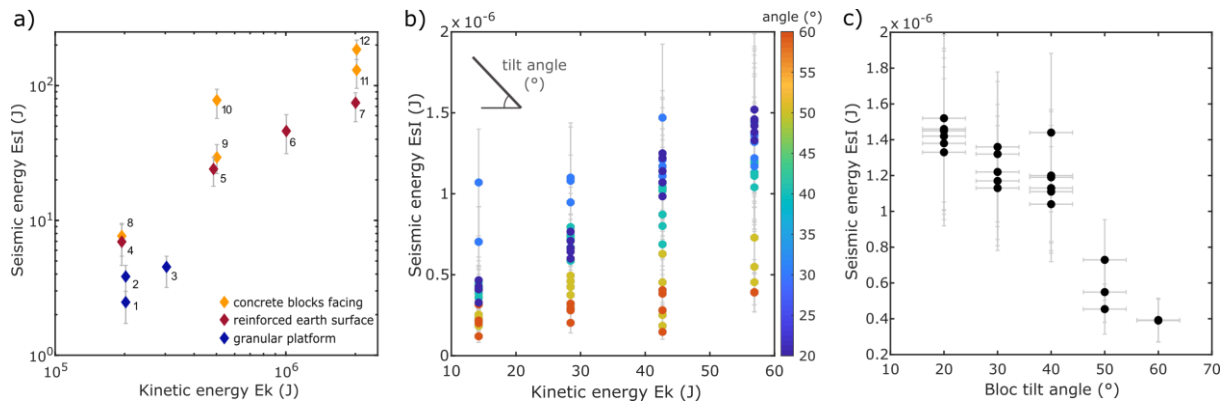 a)
Seismic energy EsI (J)
10²
10¹
10⁰
10⁵
10⁶
Kinetic energy Ek (J)
12
11
7
10
6
9
5
8
4
3
2
1
concrete blocks facing
reinforced earth surface
granular platform
b)
× 10⁻⁶
Seismic energy EsI (J)
2
1.5
1
0.5
0
10 20 30 40 50 60
Kinetic energy Ek (J)
tilt angle
(°)
angle (°)
60
55
50
45
40
35
30
25
20
c)
× 10⁻⁶
Seismic energy EsI (J)
2
1.8
1.6
1.4
1.2
1
0.8
0.6
0.4
0.2
10 20 30 40 50 60 70
Bloc tilt angle (°)